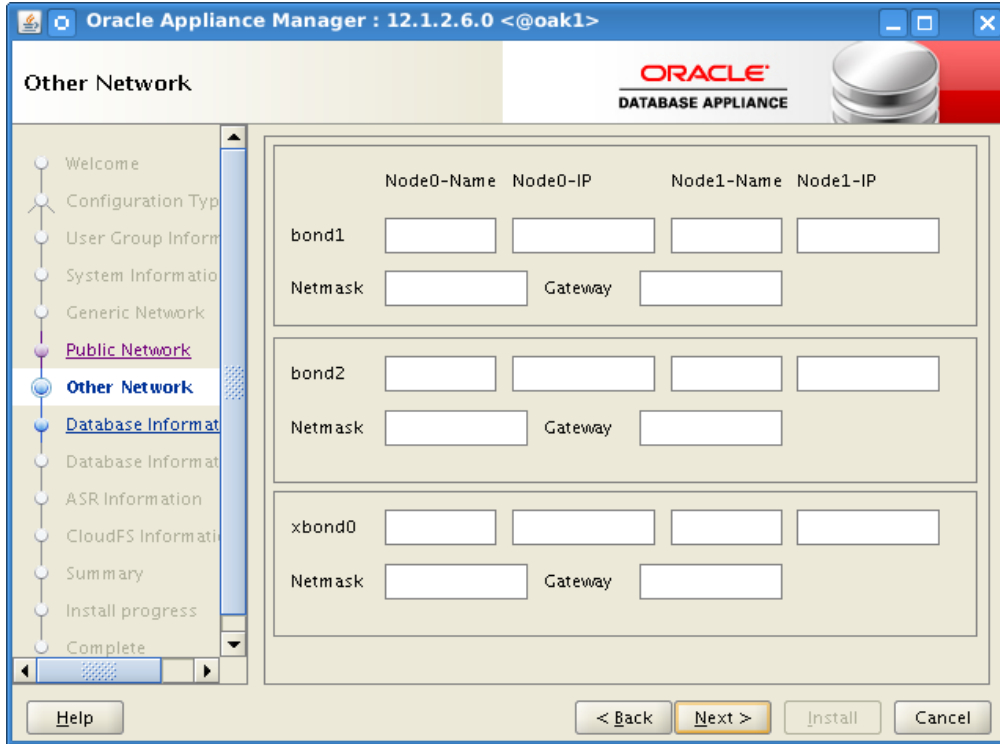 Oracle Appliance Manager : 12.1.2.6.0 <@oak1>
Other Network
ORACLE
DATABASE APPLIANCE
Welcome
Configuration Typ
User Group Inform
System Informatio
Generic Network
Public Network
Other Network
Database Informat
Database Informat
ASR Information
CloudFS Informati
Summary
Install progress
Complete
Node0-Name Node0-IP Node1-Name Node1-IP
bond1
Netmask Gateway
bond2
Netmask Gateway
xbond0
Netmask Gateway
Help < Back Next > Install Cancel